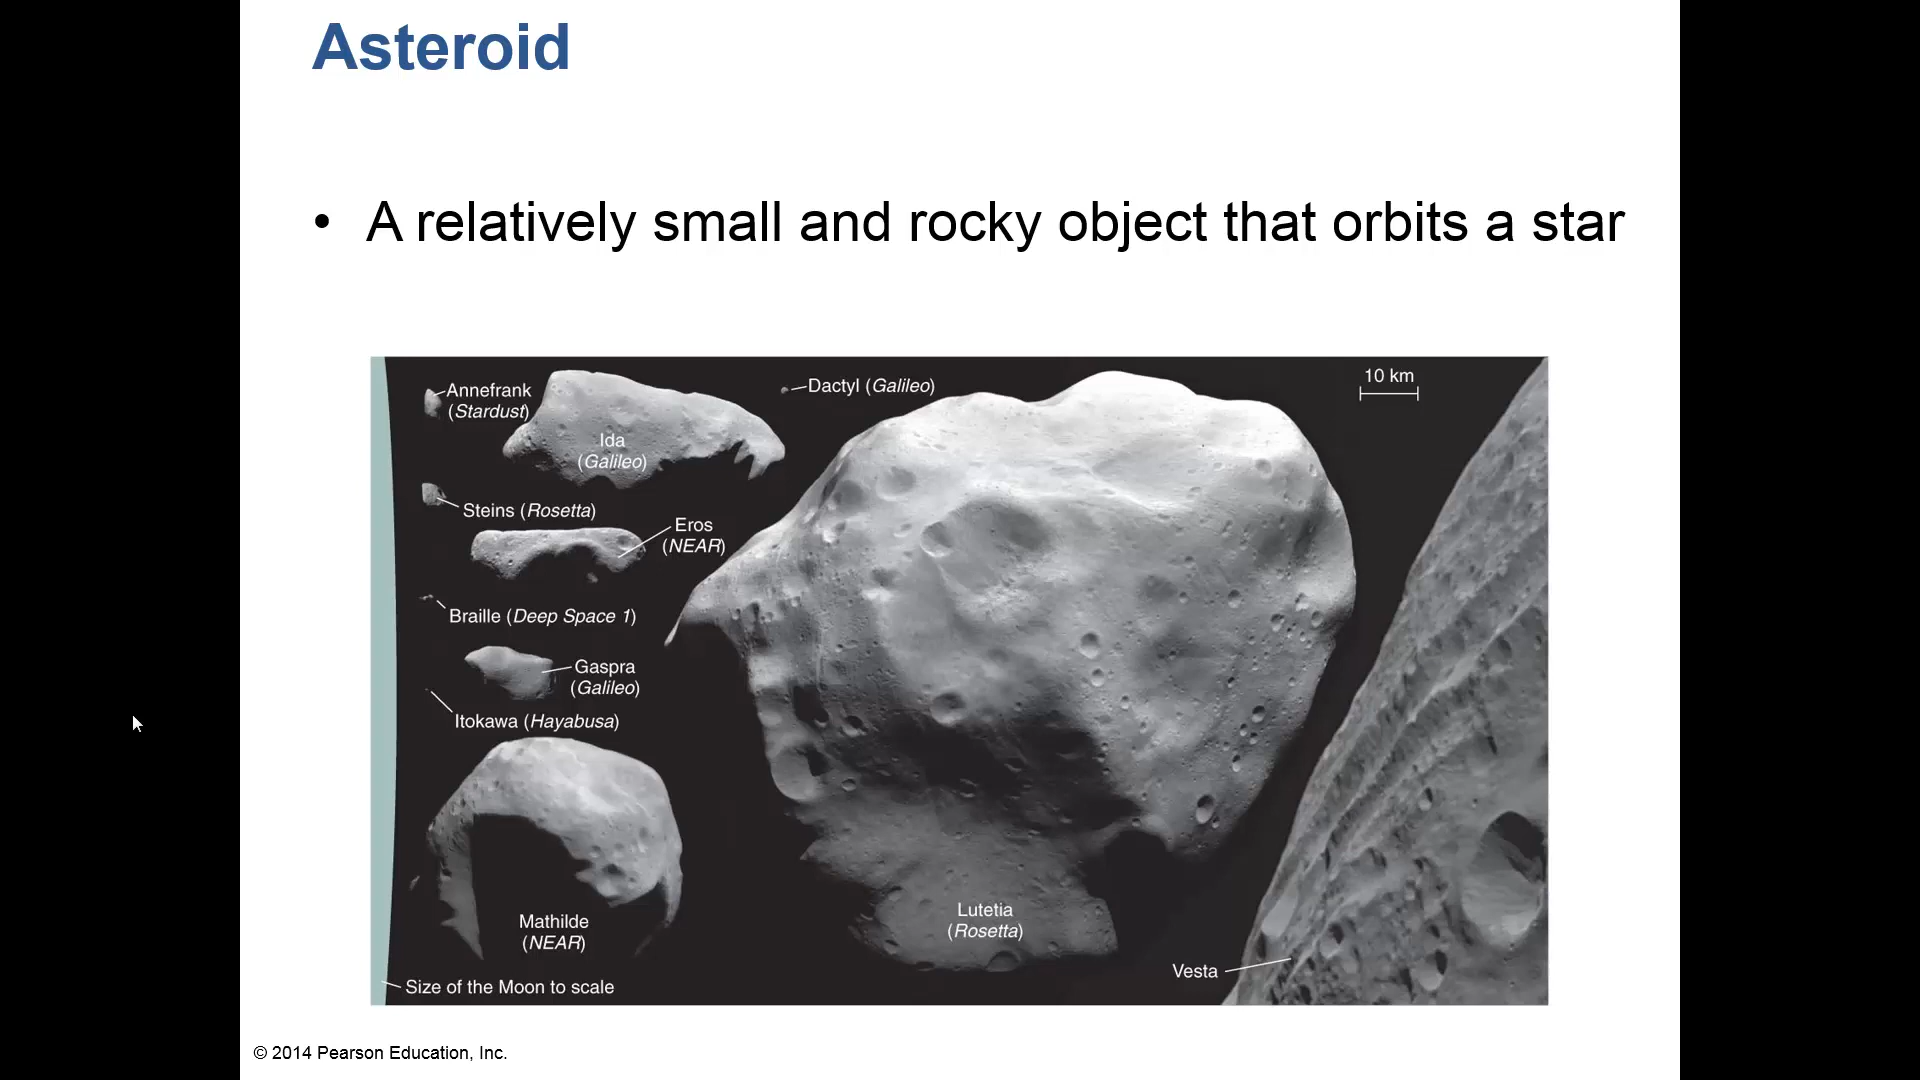 Asteroid
• A relatively small and rocky object that orbits a star
Annefrank
(Stardust)
Ida
(Galileo)
Dactyl (Galileo)
10 km
Steins (Rosetta)
Eros
(NEAR)
Braille (Deep Space 1)
Gaspra
(Galileo)
Itokawa (Hayabusa)
Mathilde
(NEAR)
Lutetia
(Rosetta)
Vesta
Size of the Moon to scale
© 2014 Pearson Education, Inc.